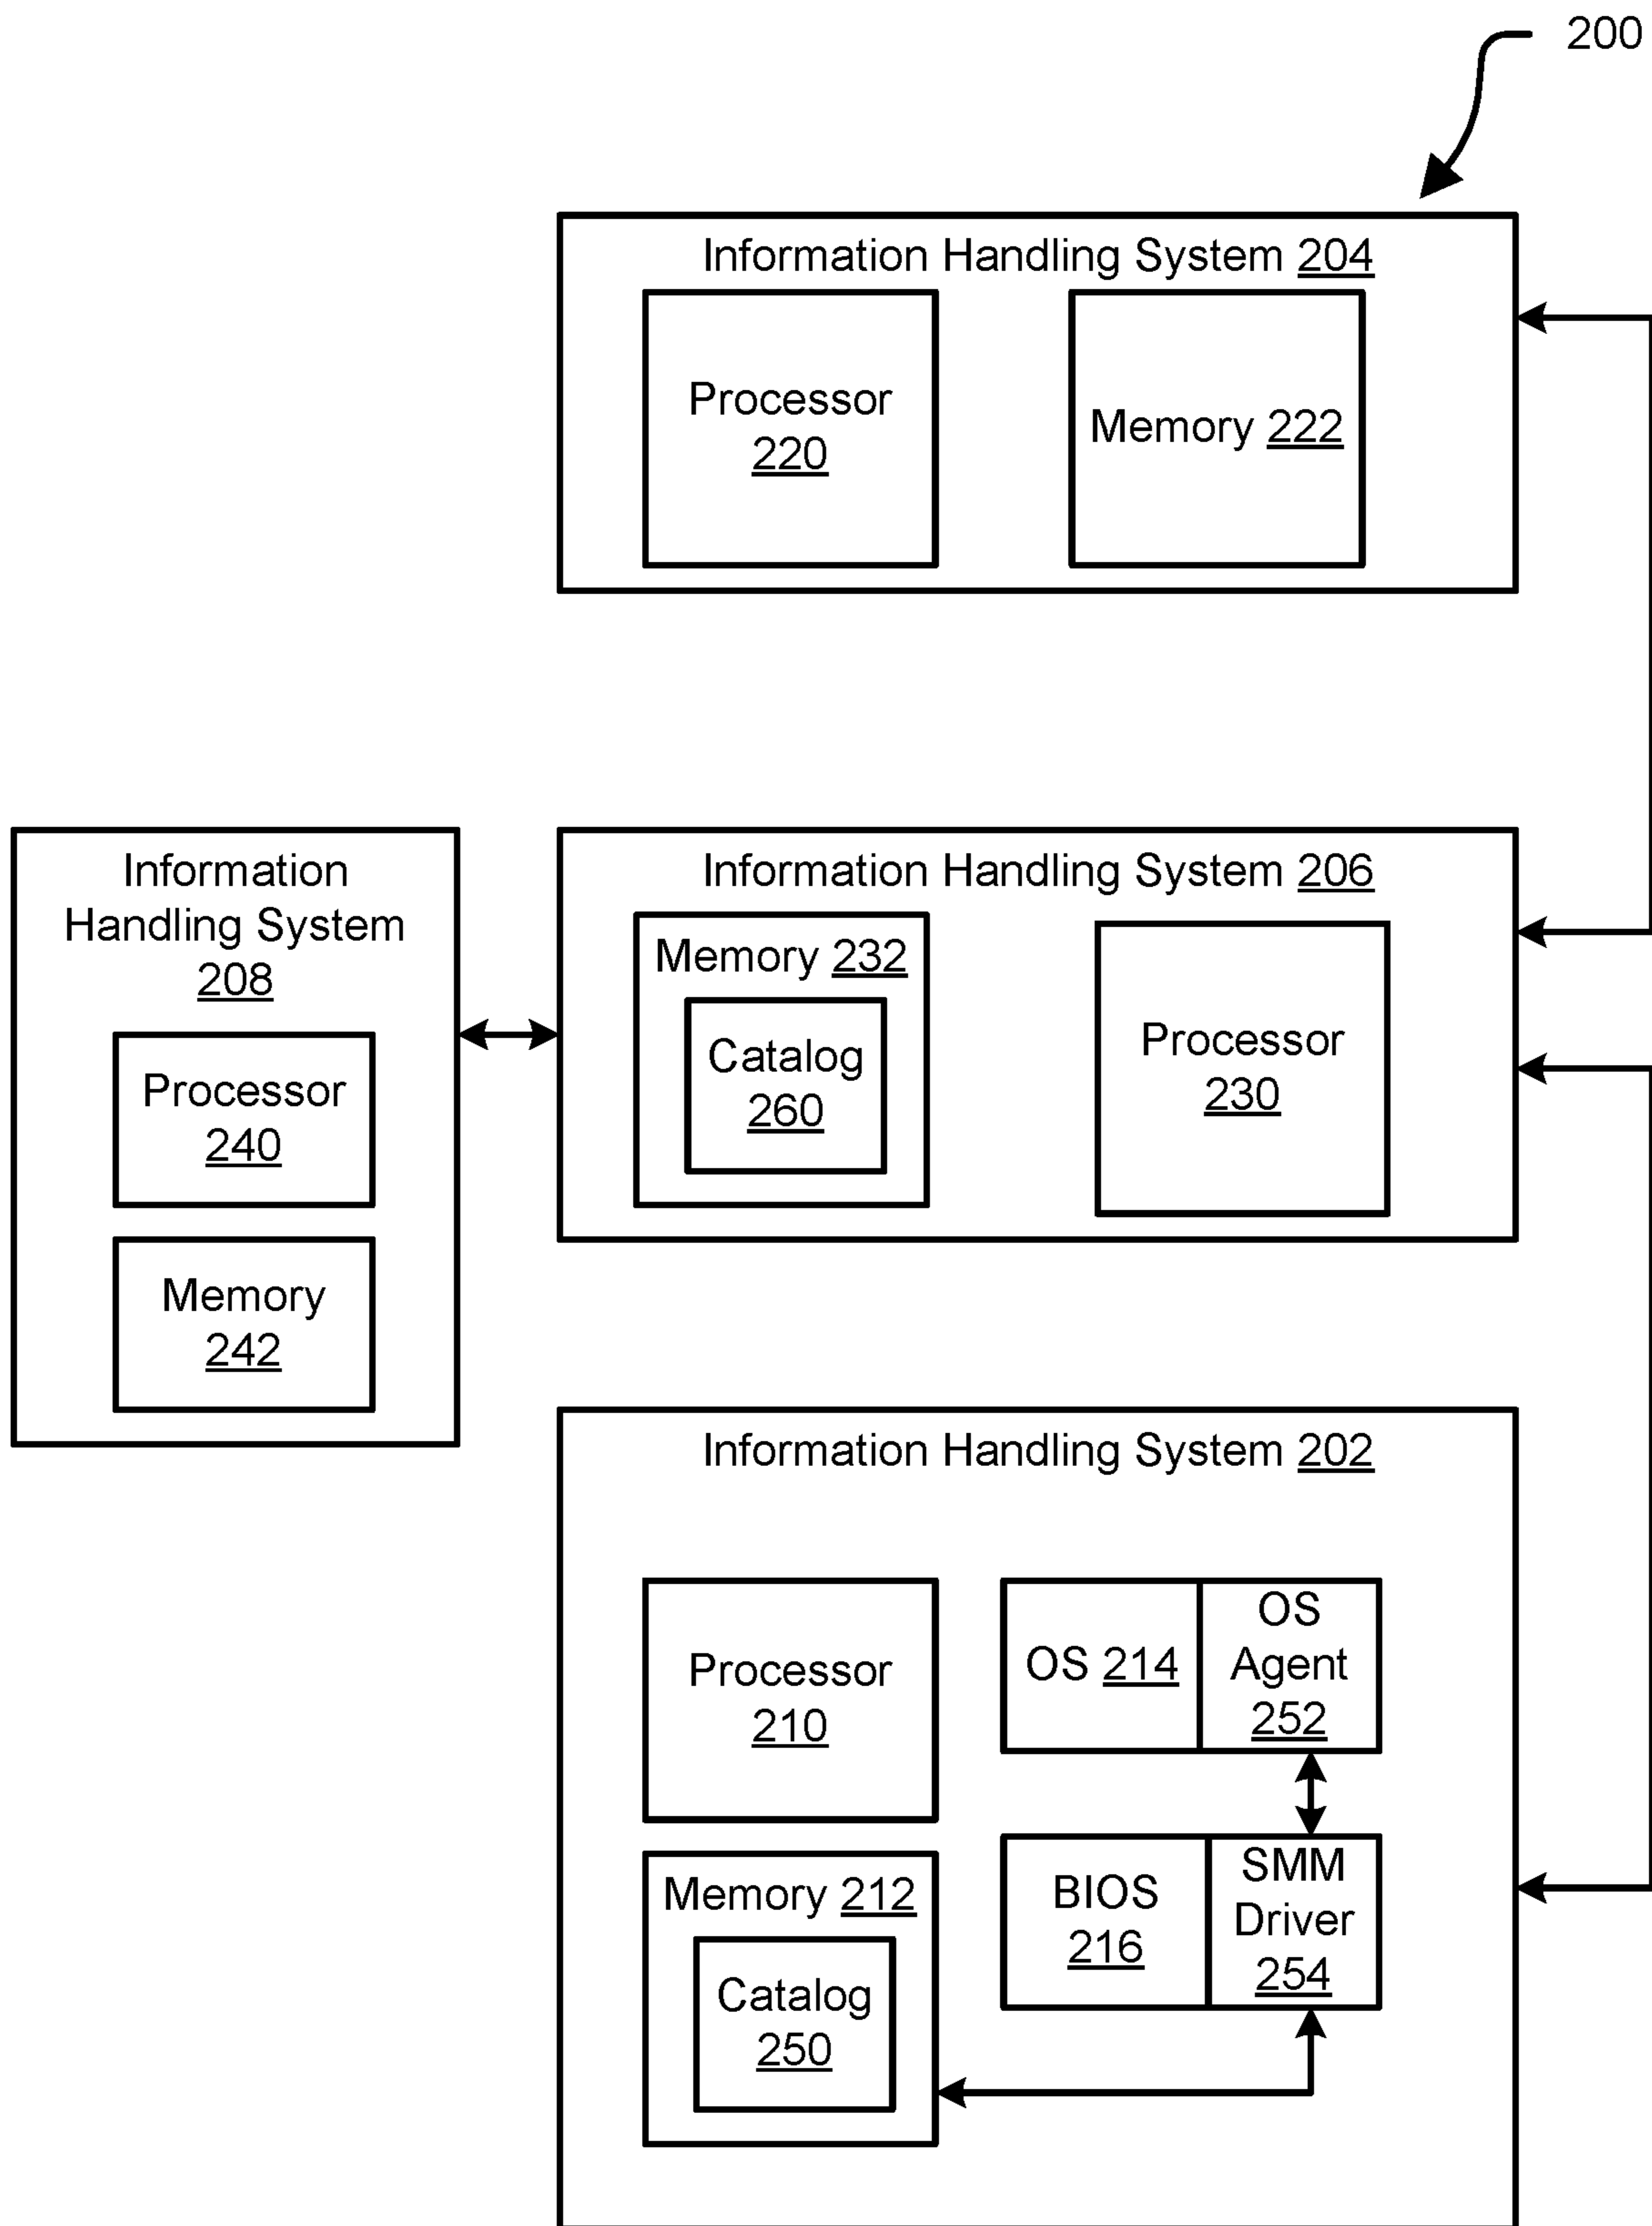 200
Information Handling System 204
Processor
220
Memory 222
Information
Handling System
208
Processor
240
Memory
242
Information Handling System 206
Memory 232
Catalog
260
Processor
230
Information Handling System 202
Processor
210
OS 214
OS
Agent
252
Memory 212
Catalog
250
BIOS
216
SMM
Driver
254